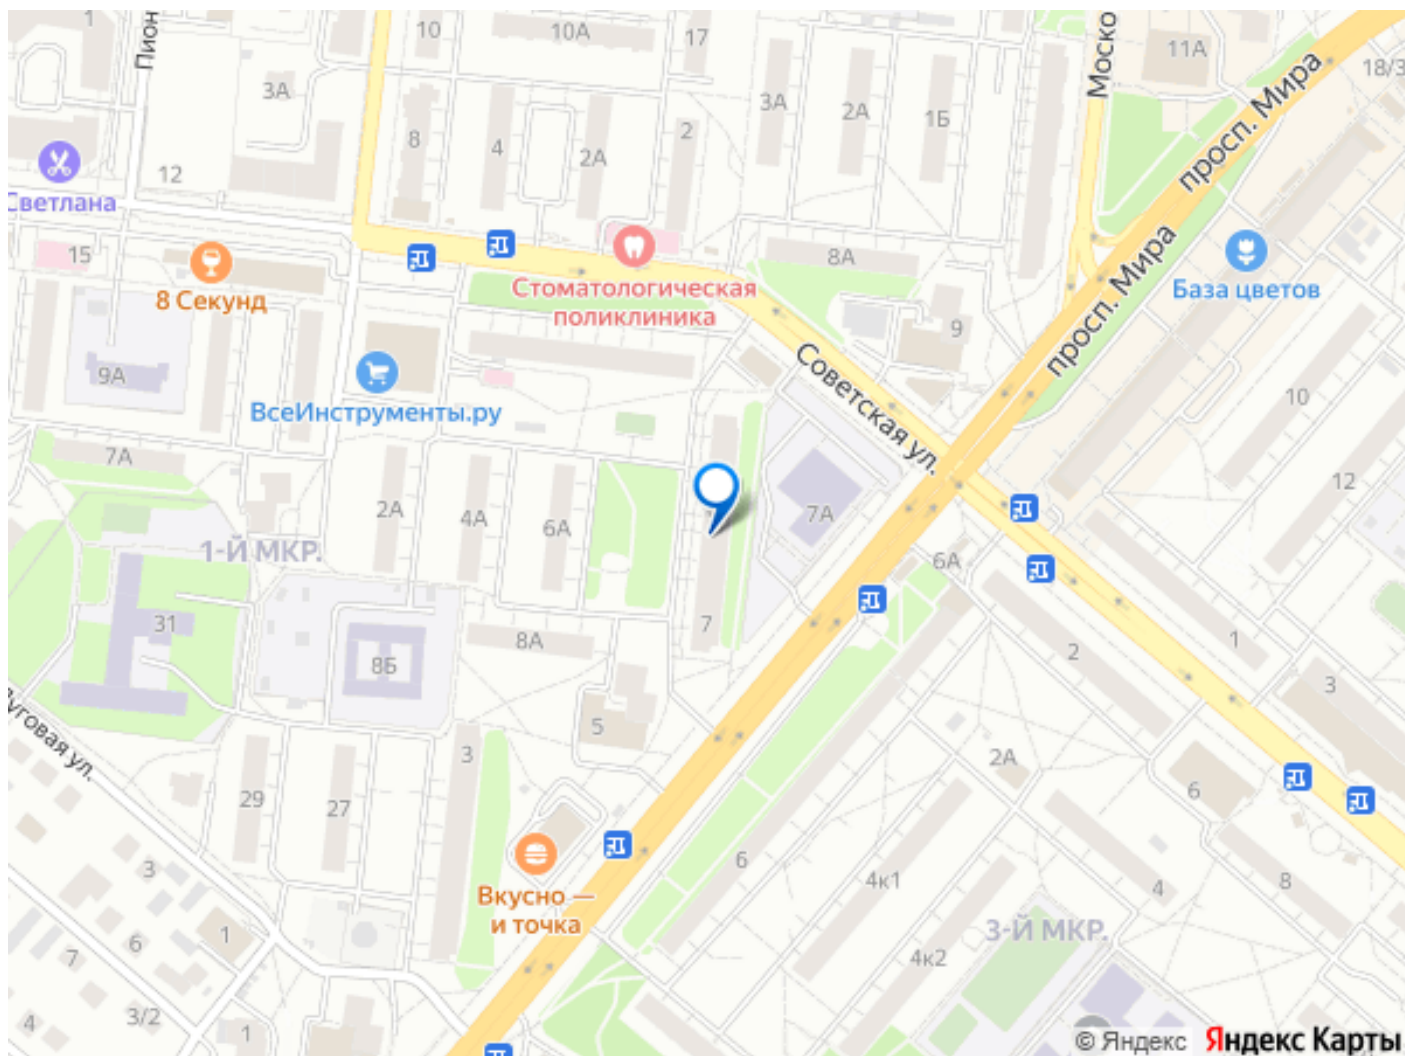 1
Пион
10
10А
17
Моско
11А
18/3
просп. Мира
3А
3А
2А
1Б
8
4
2А
2
12
Светлана
15
8 Секунд
Стоматологическая
поликлиника
8А
просп. Мира
База цветов
9
Советская ул.
9А
ВсеИнструменты.ру
10
7А
12
2А
4А
6А
7А
1-Й МКР.
6А
31
8Б
8А
7
2
1
3
Луговая ул.
5
3
2А
29
27
6
Вкусно —
и точка
3
6
4к1
4
8
1
6
7
3-Й МКР.
4к2
4
3/2
1
© Яндекс Яндекс Карты